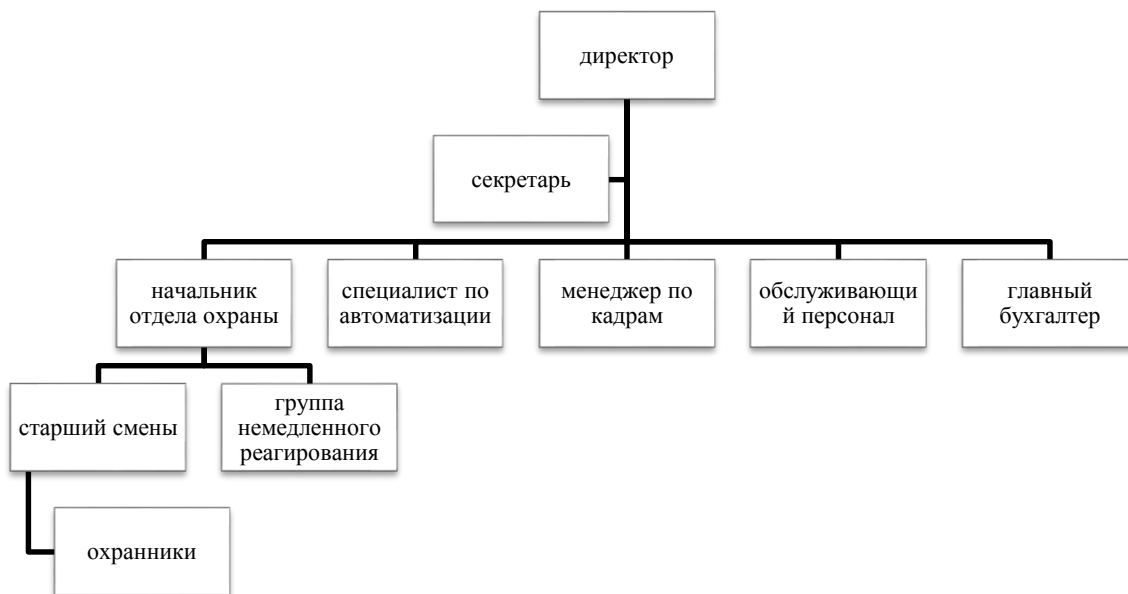 директор
секретарь
начальник
отдела охраны
специалист по
автоматизации
менеджер по
кадрам
обслуживающи
й персонал
главный
бухгалтер
старший смены
группа
немедленного
реагирования
охранники